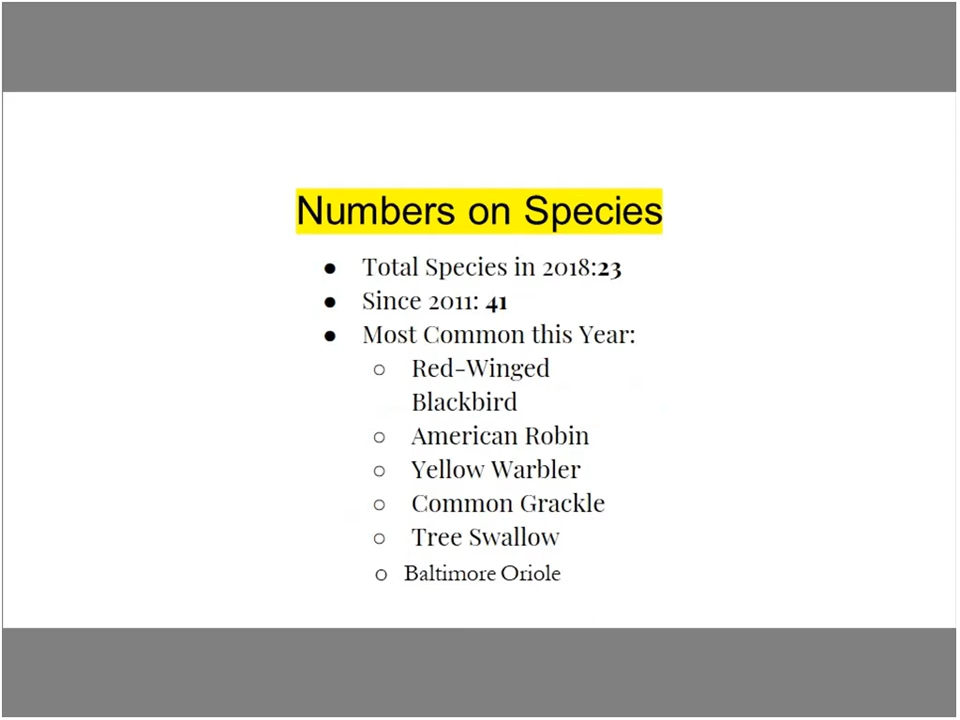 Numbers on Species
● Total Species in 2018:23
● Since 2011: 41
● Most Common this Year:
○ Red-Winged
Blackbird
○ American Robin
○ Yellow Warbler
○ Common Grackle
○ Tree Swallow
○ Baltimore Oriole